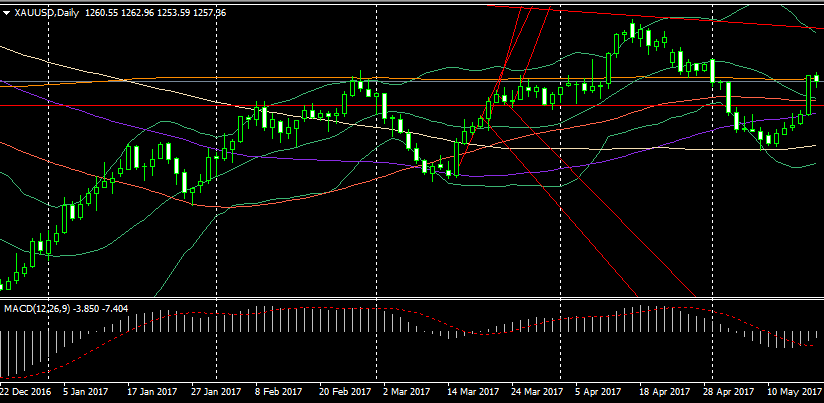 XAUUSD,Daily 1260.55 1262.96 1253.59 1257.36
MACD(12,26,9) -3.850 -7.404
22 Dec 2016 5 Jan 2017 17 Jan 2017 27 Jan 2017 8 Feb 2017 20 Feb 2017 2 Mar 2017 14 Mar 2017 24 Mar 2017 5 Apr 2017 18 Apr 2017 28 Apr 2017 10 May 2017